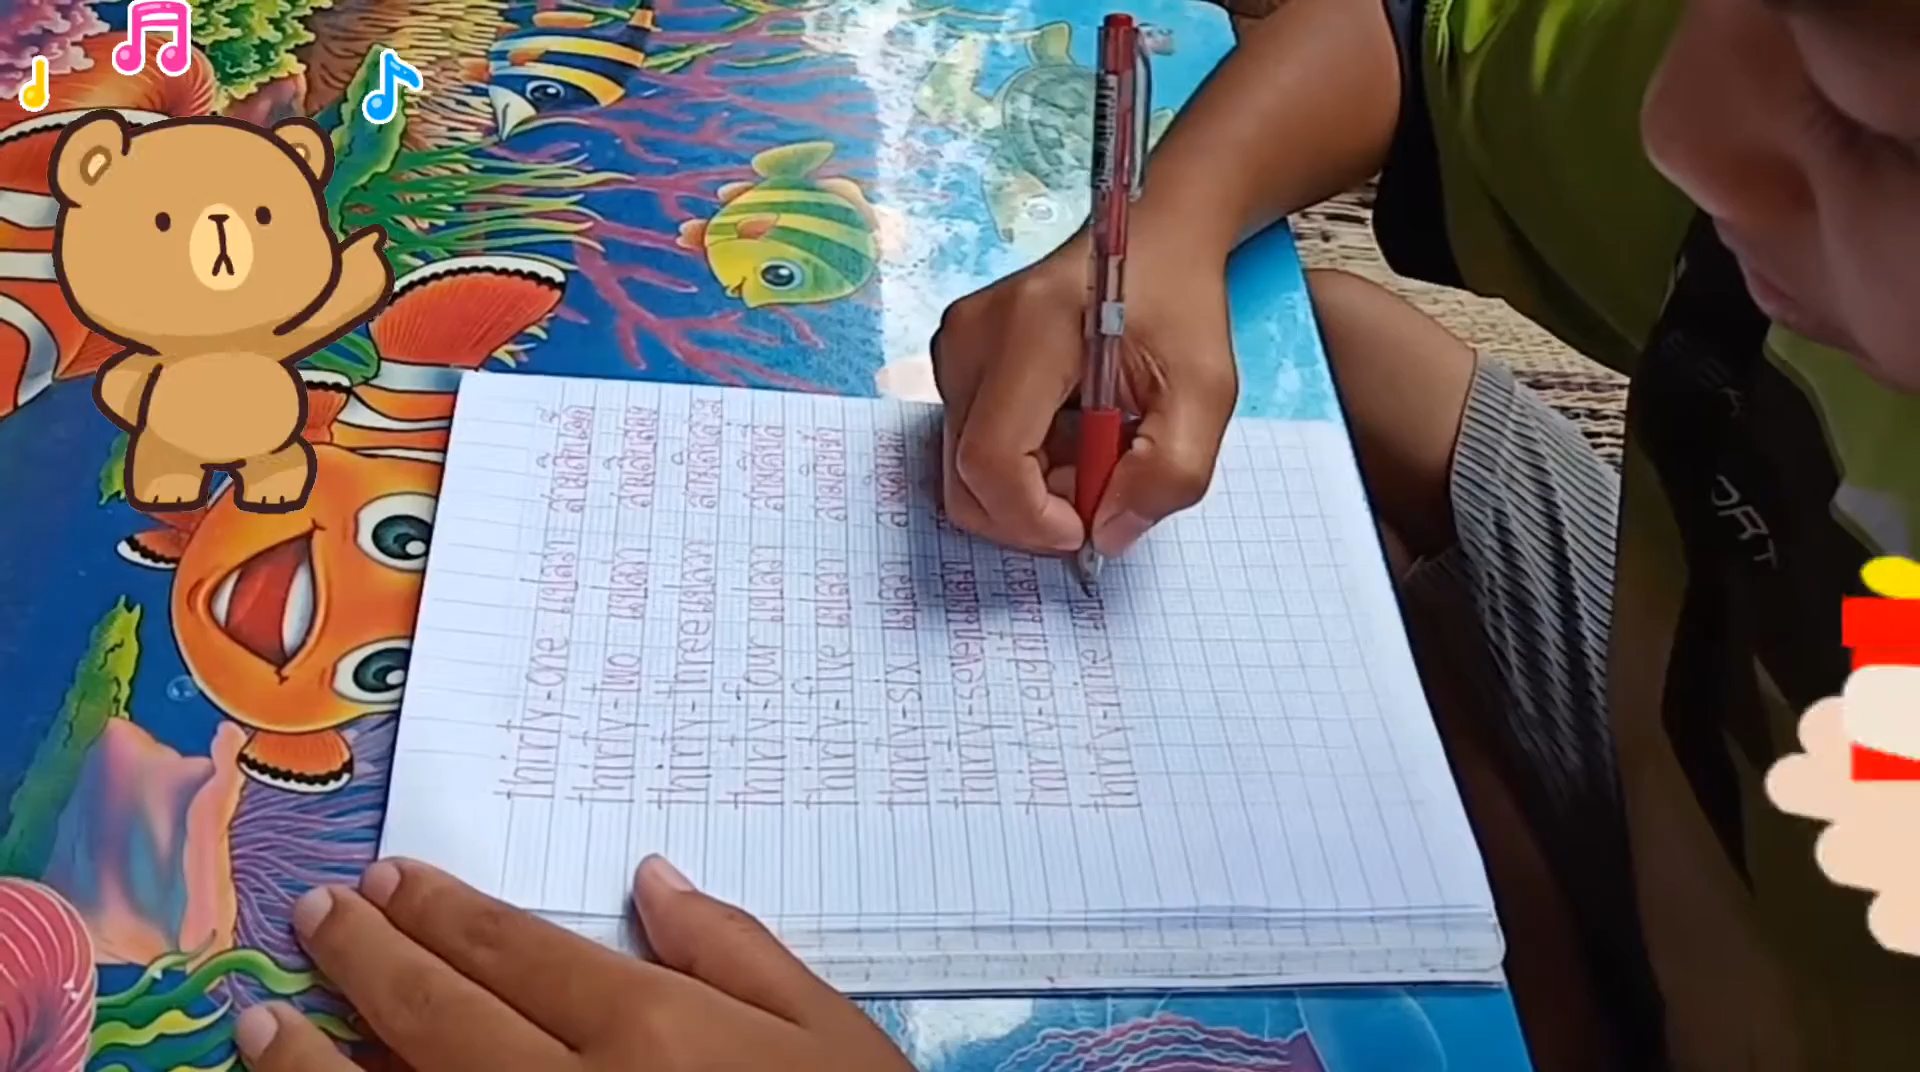 thirty-one แปลว่า สามสิบเอ็ด
thirty-two แปลว่า สามสิบสอง
thirty-three แปลว่า สามสิบสาม
thirty-four แปลว่า สามสิบสี่
thirty-five แปลว่า สามสิบห้า
thirty-six แปลว่า สามสิบหก
thirty-seven แปลว่า
thirty-eight แปลว่า
thirty-nine